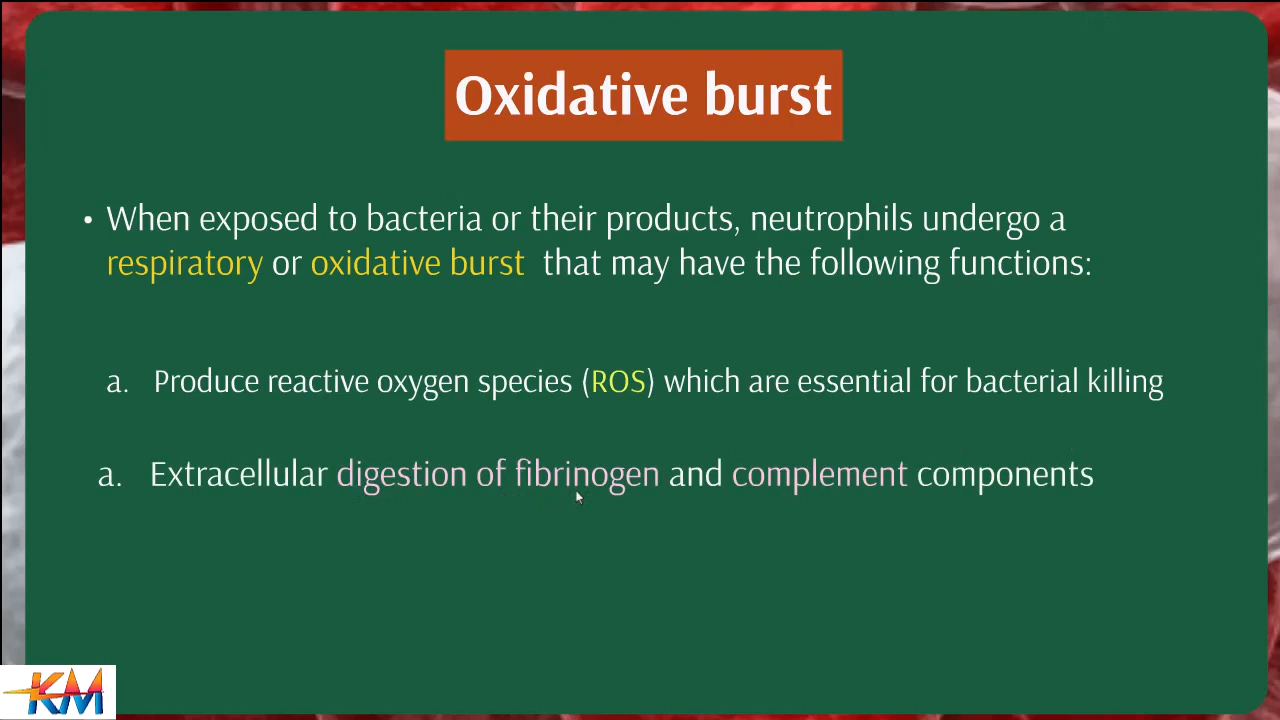 Oxidative burst
• When exposed to bacteria or their products, neutrophils undergo a
respiratory or oxidative burst that may have the following functions:
a. Produce reactive oxygen species (ROS) which are essential for bacterial killing
a. Extracellular digestion of fibrinogen and complement components
KM